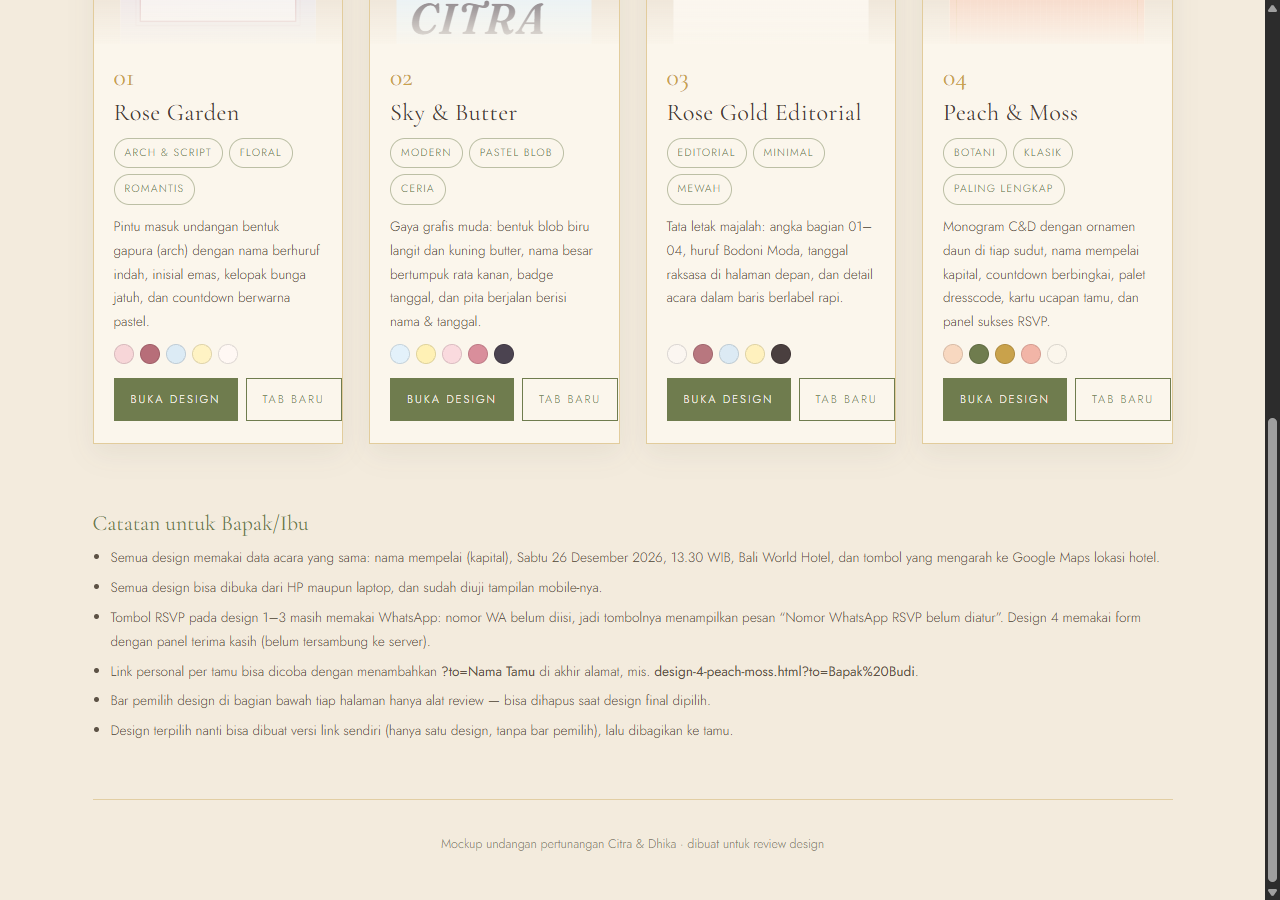 CITRA
01
Rose Garden
ARCH & SCRIPT
FLORAL
ROMANTIS
Pintu masuk undangan bentuk
gapura (arch) dengan nama berhuruf
indah, inisial emas, kelopak bunga
jatuh, dan countdown berwarna
pastel.
BUKA DESIGN
TAB BARU
02
Sky & Butter
MODERN
PASTEL BLOB
CERIA
Gaya grafis muda: bentuk blob biru
langit dan kuning butter, nama besar
bertumpuk rata kanan, badge
tanggal, dan pita berjalan berisi
nama & tanggal.
BUKA DESIGN
TAB BARU
03
Rose Gold Editorial
EDITORIAL
MINIMAL
MEWAH
Tata letak majalah: angka bagian 01–
04, huruf Bodoni Moda, tanggal
raksasa di halaman depan, dan detail
acara dalam baris berlabel rapi.
BUKA DESIGN
TAB BARU
04
Peach & Moss
BOTANI
KLASIK
PALING LENGKAP
Monogram C&D dengan ornamen
daun di tiap sudut, nama mempelai
kapital, countdown berbingkai, palet
dresscode, kartu ucapan tamu, dan
panel sukses RSVP.
BUKA DESIGN
TAB BARU
Catatan untuk Bapak/Ibu
Semua design memakai data acara yang sama: nama mempelai (kapital), Sabtu 26 Desember 2026, 13.30 WIB, Bali World Hotel, dan tombol yang mengarah ke Google Maps lokasi hotel.
Semua design bisa dibuka dari HP maupun laptop, dan sudah diuji tampilan mobile-nya.
Tombol RSVP pada design 1–3 masih memakai WhatsApp: nomor WA belum diisi, jadi tombolnya menampilkan pesan “Nomor WhatsApp RSVP belum diatur”. Design 4 memakai form
dengan panel terima kasih (belum tersambung ke server).
Link personal per tamu bisa dicoba dengan menambahkan ?to=Nama Tamu di akhir alamat, mis. design-4-peach-moss.html?to=Bapak%20Budi.
Bar pemilih design di bagian bawah tiap halaman hanya alat review — bisa dihapus saat design final dipilih.
Design terpilih nanti bisa dibuat versi link sendiri (hanya satu design, tanpa bar pemilih), lalu dibagikan ke tamu.
Mockup undangan pertunangan Citra & Dhika · dibuat untuk review design